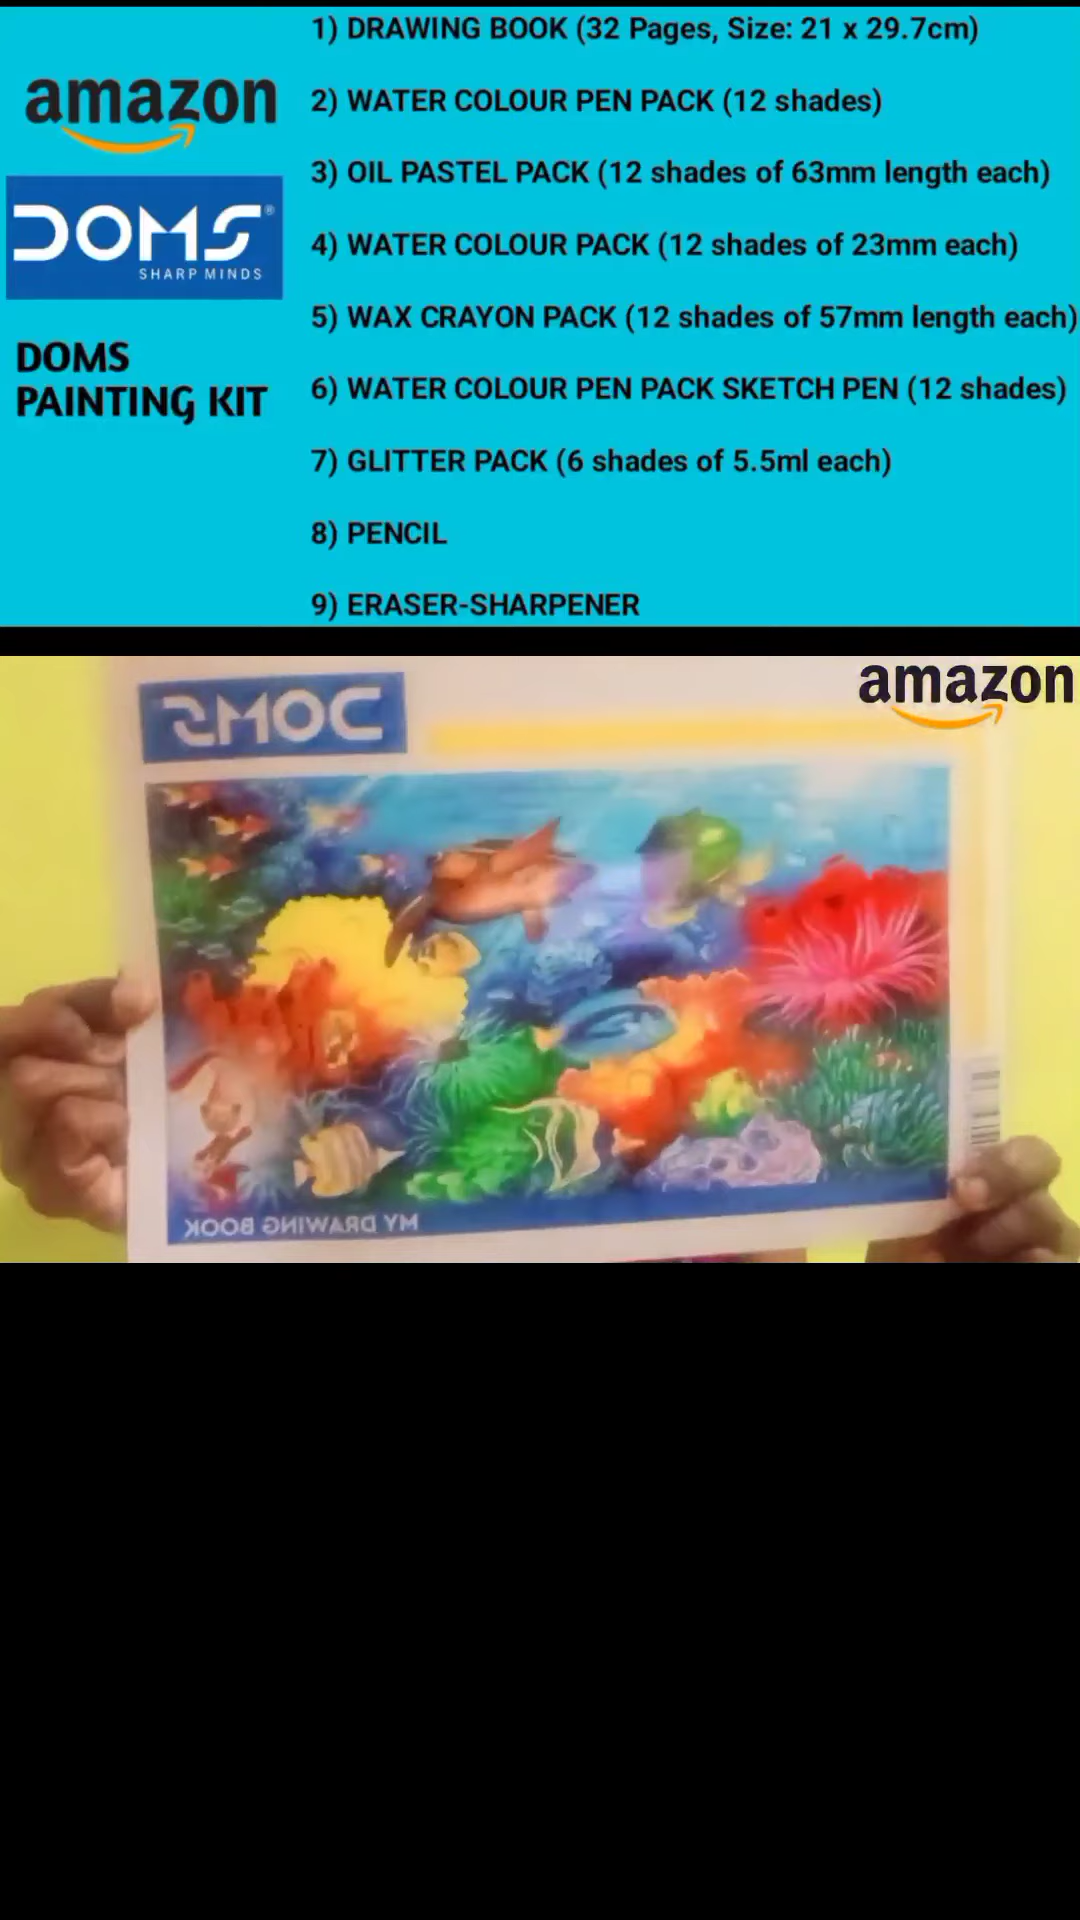 1) DRAWING BOOK (32 Pages, Size: 21 x 29.7cm)
amazon
2) WATER COLOUR PEN PACK (12 shades)
3) OIL PASTEL PACK (12 shades of 63mm length each)
DOMS®
SHARP MINDS
4) WATER COLOUR PACK (12 shades of 23mm each)
5) WAX CRAYON PACK (12 shades of 57mm length each)
DOMS
PAINTING KIT
6) WATER COLOUR PEN PACK SKETCH PEN (12 shades)
7) GLITTER PACK (6 shades of 5.5ml each)
8) PENCIL
9) ERASER-SHARPENER
amazon
DOMS
MY DRAWING BOOK